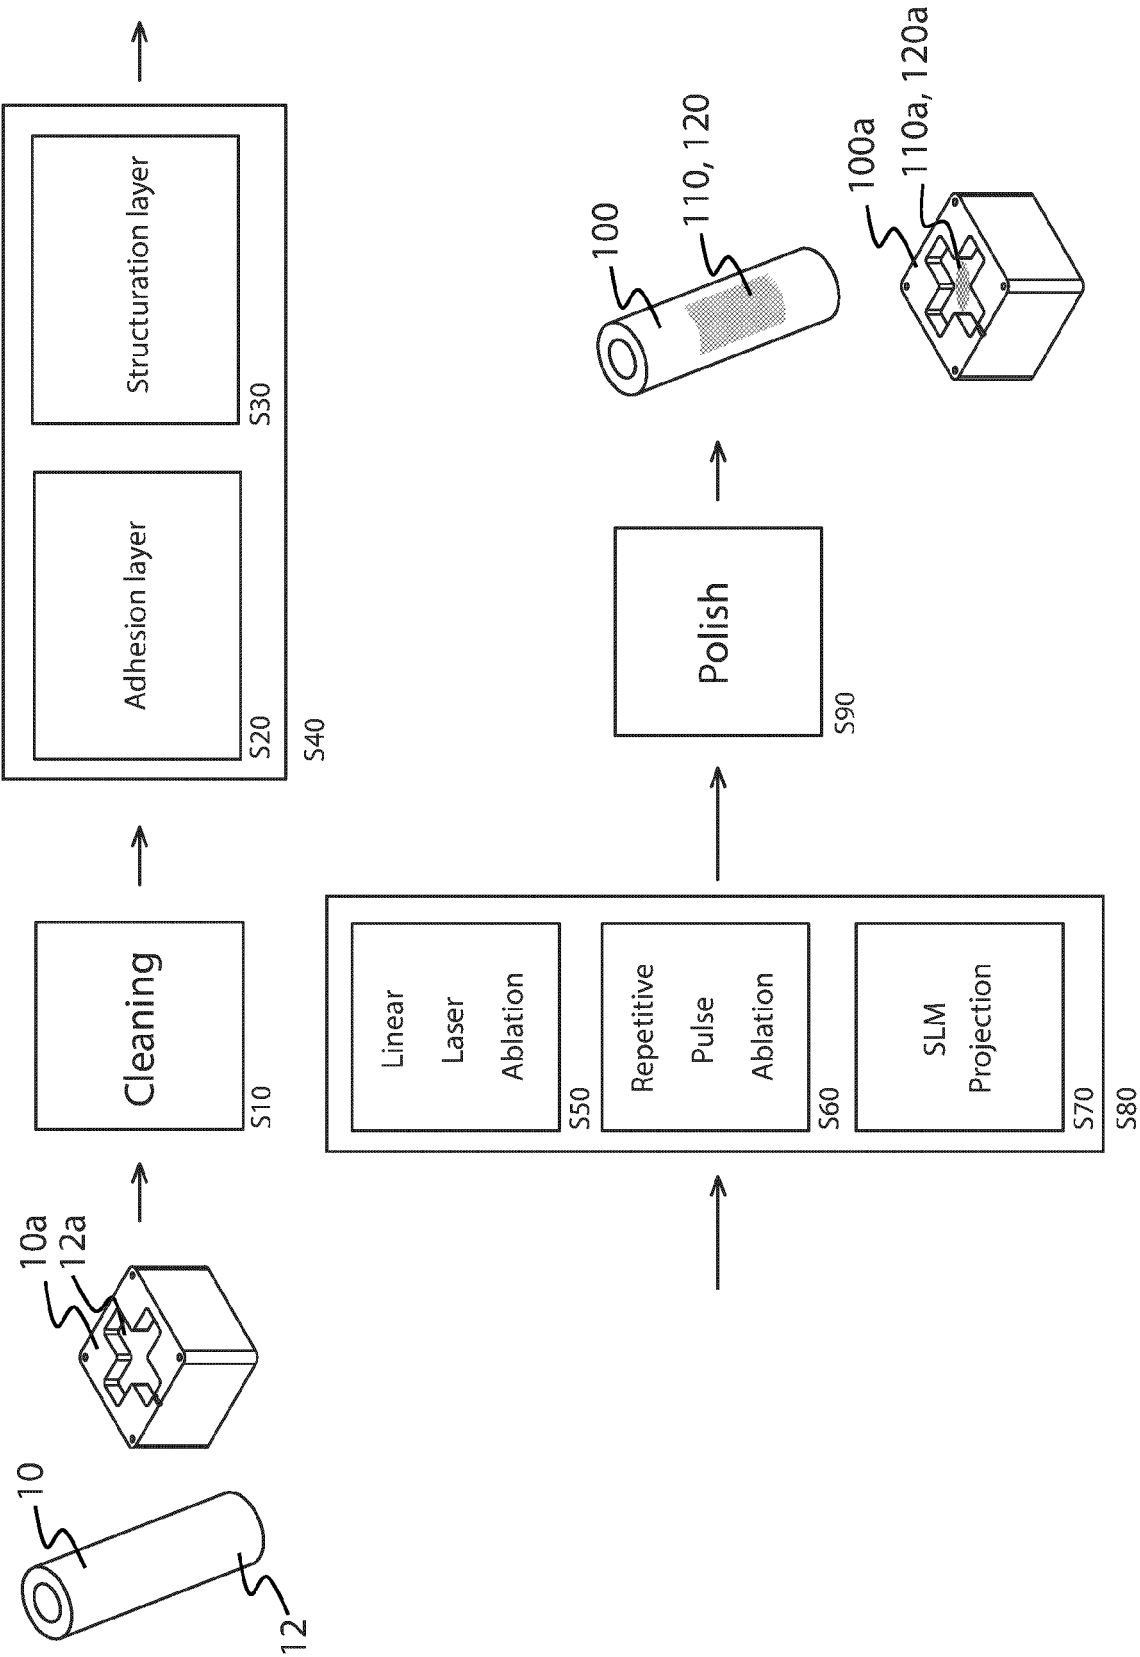 10
12
10a
12a
Cleaning
S10
Adhesion layer
S20
Structuration layer
S30
S40
Linear
Laser
Ablation
S50
Repetitive
Pulse
Ablation
S60
SLM
Projection
S70
S80
Polish
S90
100
110, 120
100a
110a, 120a